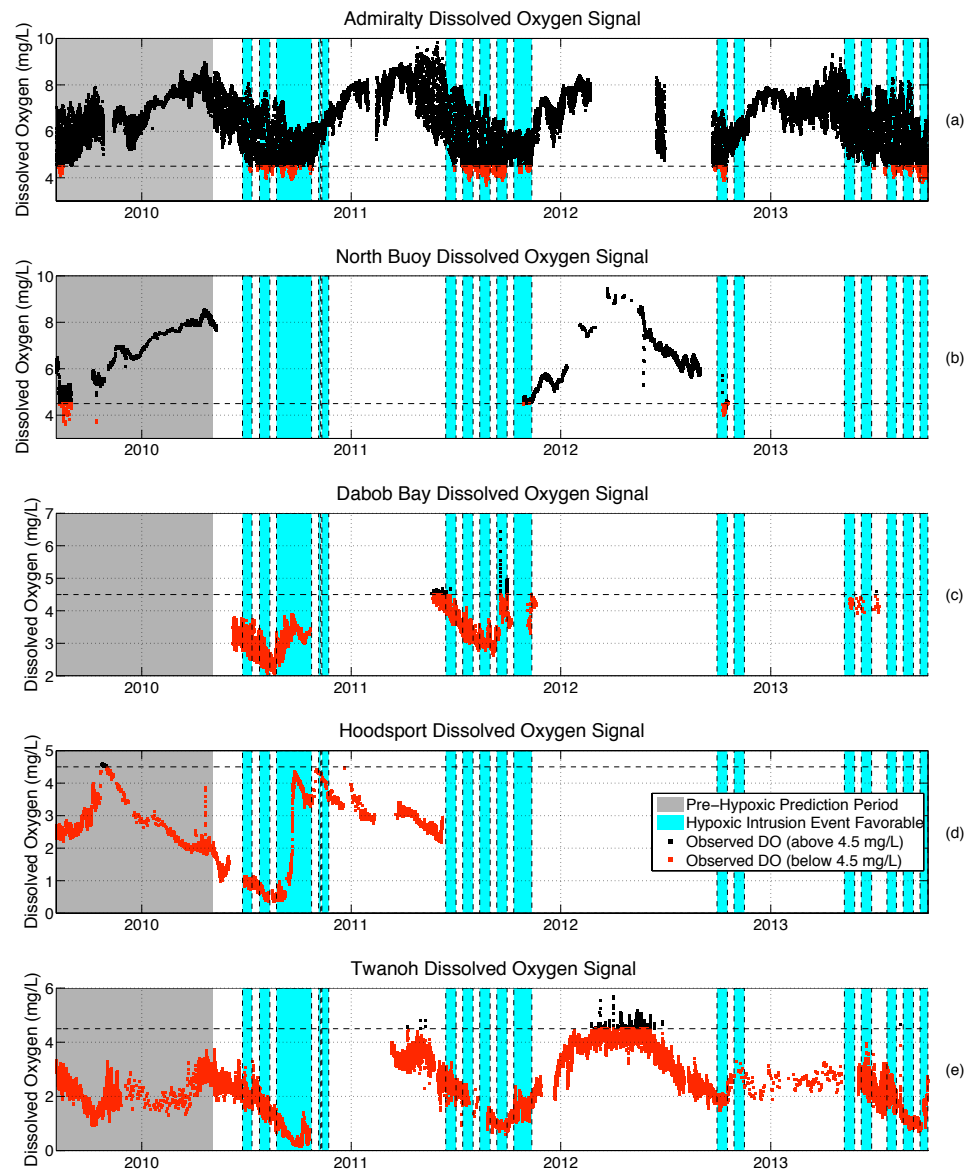 Admiralty Dissolved Oxygen Signal
Dissolved Oxygen (mg/L)
10
8
6
4
2010
2011
2012
2013
(a)
North Buoy Dissolved Oxygen Signal
Dissolved Oxygen (mg/L)
10
8
6
4
2010
2011
2012
2013
(b)
Dabob Bay Dissolved Oxygen Signal
Dissolved Oxygen (mg/L)
7
6
5
4
3
2
2010
2011
2012
2013
(c)
Hoodsport Dissolved Oxygen Signal
Dissolved Oxygen (mg/L)
5
4
3
2
1
0
2010
2011
2012
2013
Pre-Hypoxic Prediction Period
Hypoxic Intrusion Event Favorable
Observed DO (above 4.5 mg/L)
Observed DO (below 4.5 mg/L)
(d)
Twanoh Dissolved Oxygen Signal
Dissolved Oxygen (mg/L)
6
4
2
0
2010
2011
2012
2013
(e)